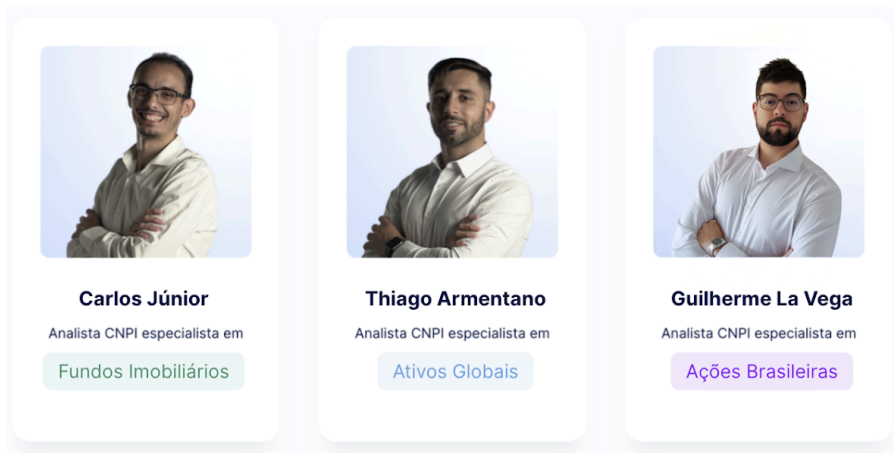 Carlos Júnior
Analista CNPI especialista em
Fundos Imobiliários
Thiago Armentano
Analista CNPI especialista em
Ativos Globais
Guilherme La Vega
Analista CNPI especialista em
Ações Brasileiras